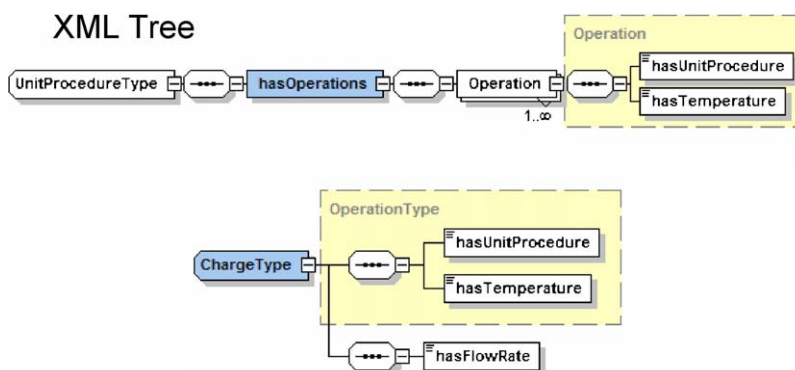 XML Tree
Operation
UnitProcedureType
hasOperations
Operation
1..∞
hasUnitProcedure
hasTemperature
OperationType
ChargeType
hasUnitProcedure
hasTemperature
hasFlowRate